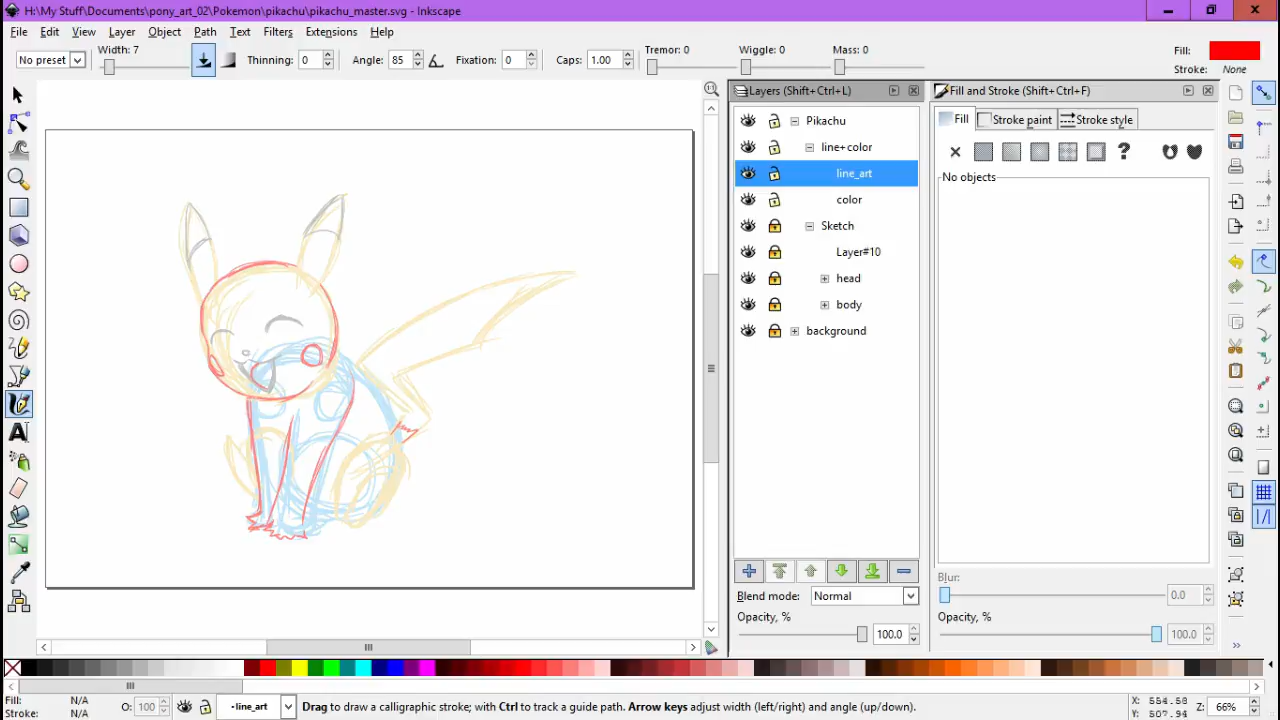 H:\My Stuff\Documents\pony_art_02\Pokemon\pikachu\pikachu_master.svg - Inkscape
File Edit View Layer Object Path Text Filters Extensions Help
No preset Width: 7 Thinning: 0 Angle: 85 Fixation: 0 Caps: 1.00 Tremor: 0 Wiggle: 0 Mass: 0 Fill:
Stroke: None
Layers (Shift+Ctrl+L) Fill and Stroke (Shift+Ctrl+F)
Pikachu Fill Stroke paint Stroke style
line+color
line_art No objects
color
Sketch
Layer#10
head
body
background
Blend mode: Normal Blur: 0.0
Opacity, % 100.0 Opacity, % 100.0
Fill: N/A O: 100 line_art Drag to draw a calligraphic stroke; with Ctrl to track a guide path. Arrow keys adjust width (left/right) and angle (up/down). X: 554.58 Z: 66%
Stroke: N/A Y: 507.94